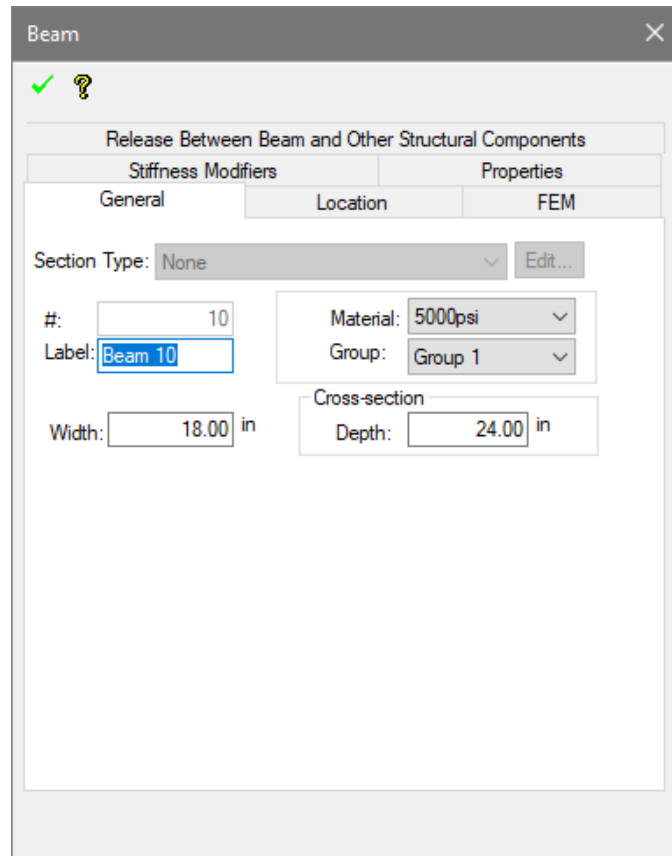 Beam
Release Between Beam and Other Structural Components
Stiffness Modifiers Properties
General Location FEM
Section Type: None Edit...
#: 10 Material: 5000psi
Label: Beam 10 Group: Group 1
Cross-section
Width: 18.00 in Depth: 24.00 in